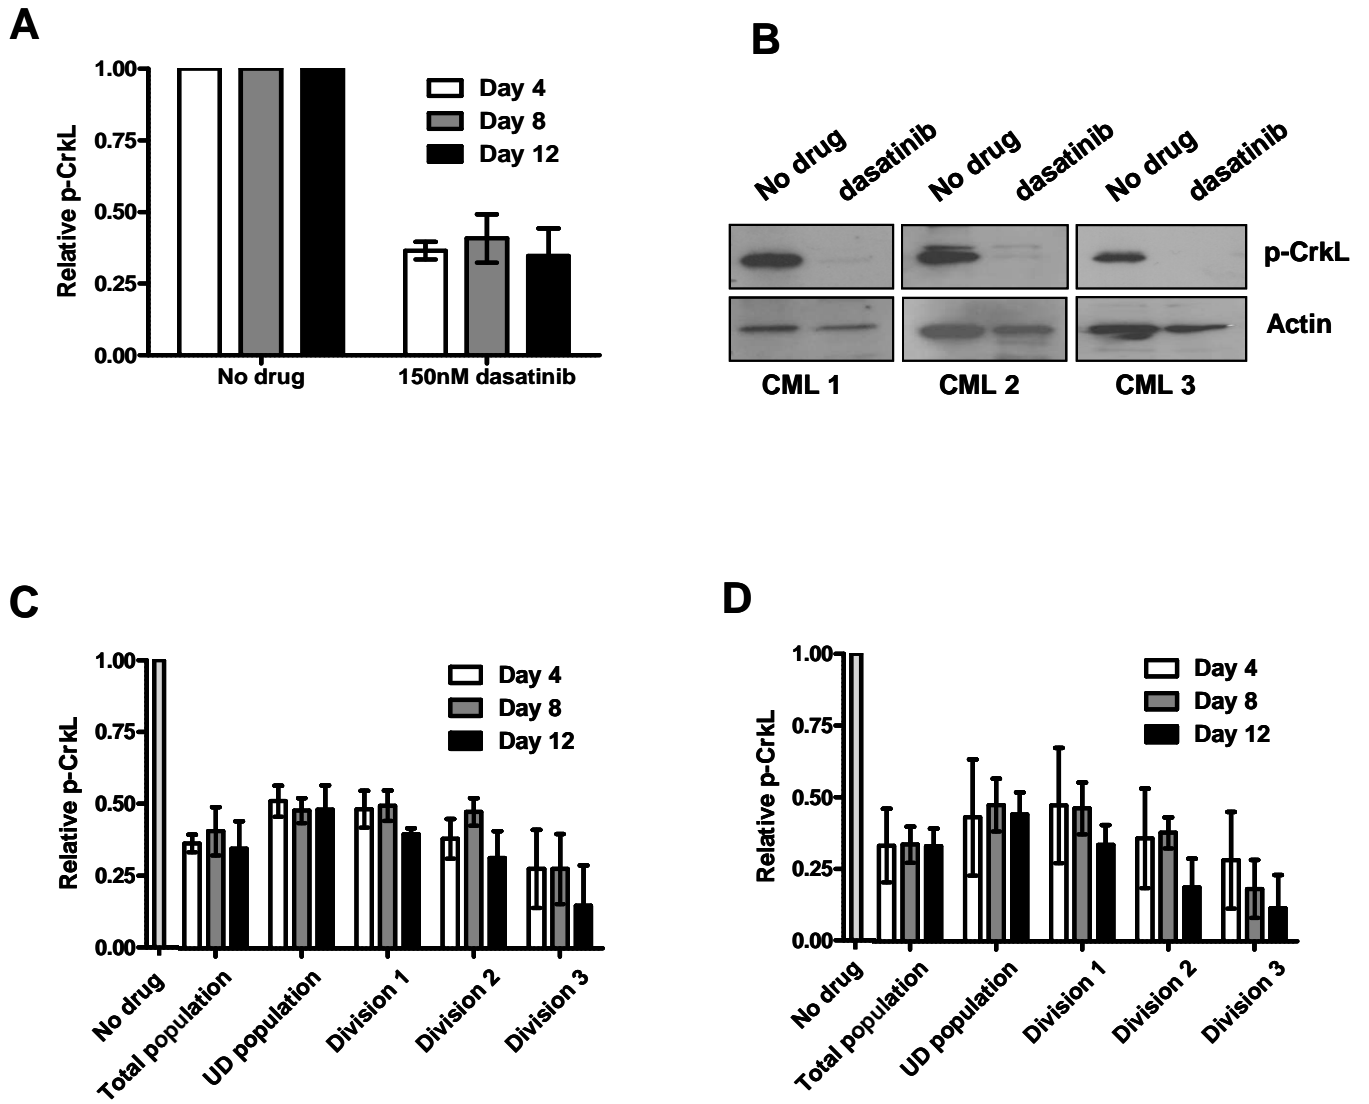 A
Relative p-CrkL
1.00
0.75
0.50
0.25
0.00
Day 4
Day 8
Day 12
No drug
150nM dasatinib
B
No drug
dasatinib
No drug
dasatinib
No drug
dasatinib
p-CrkL
Actin
CML 1
CML 2
CML 3
C
Relative p-CrkL
1.00
0.75
0.50
0.25
0.00
Day 4
Day 8
Day 12
No drug
Total population
UD population
Division 1
Division 2
Division 3
D
Relative p-CrkL
1.00
0.75
0.50
0.25
0.00
Day 4
Day 8
Day 12
No drug
Total population
UD population
Division 1
Division 2
Division 3